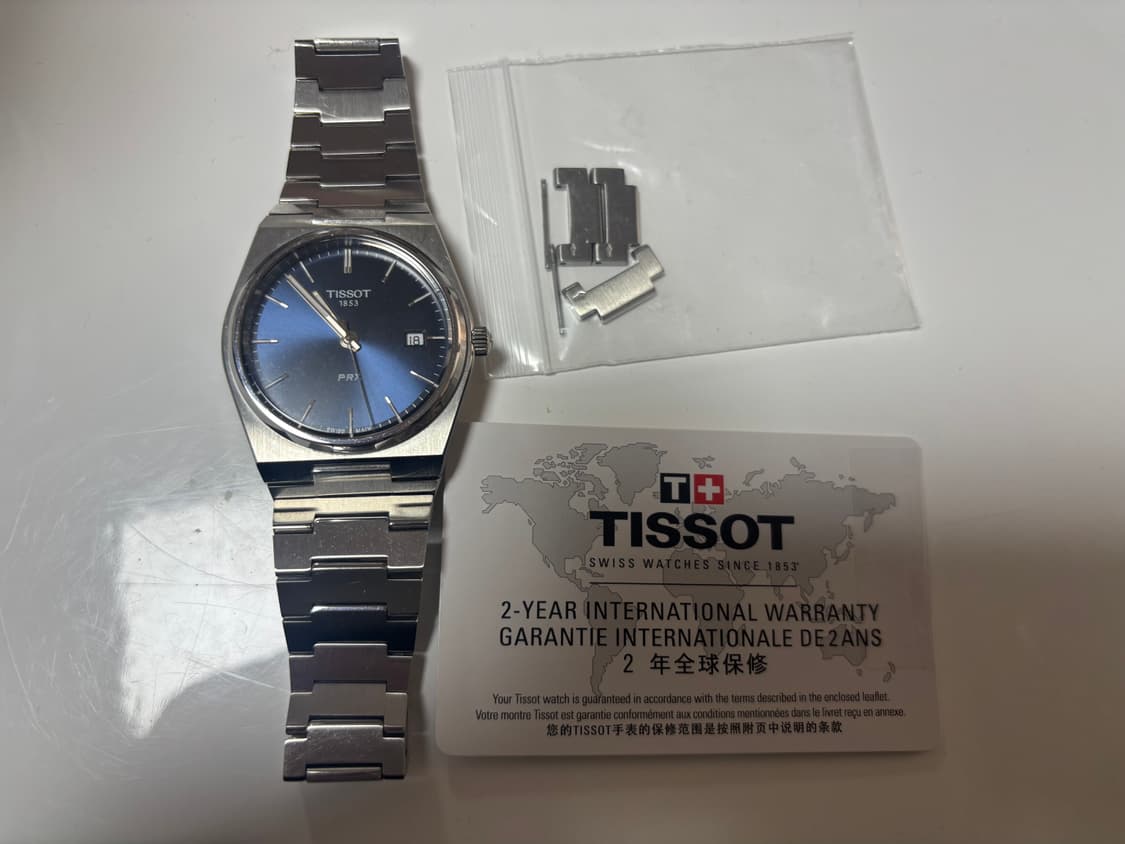 TISSOT
1853
18
PRX
SWISS MADE
T+
TISSOT
SWISS WATCHES SINCE 1853
2-YEAR INTERNATIONAL WARRANTY
GARANTIE INTERNATIONALE DE 2 ANS
2 年全球保修
Your Tissot watch is guaranteed in accordance with the terms described in the enclosed leaflet.
Votre montre Tissot est garantie conformément aux conditions mentionnées dans le livret reçu en annexe.
您的TISSOT手表的保修范围是按照附页中说明的条款